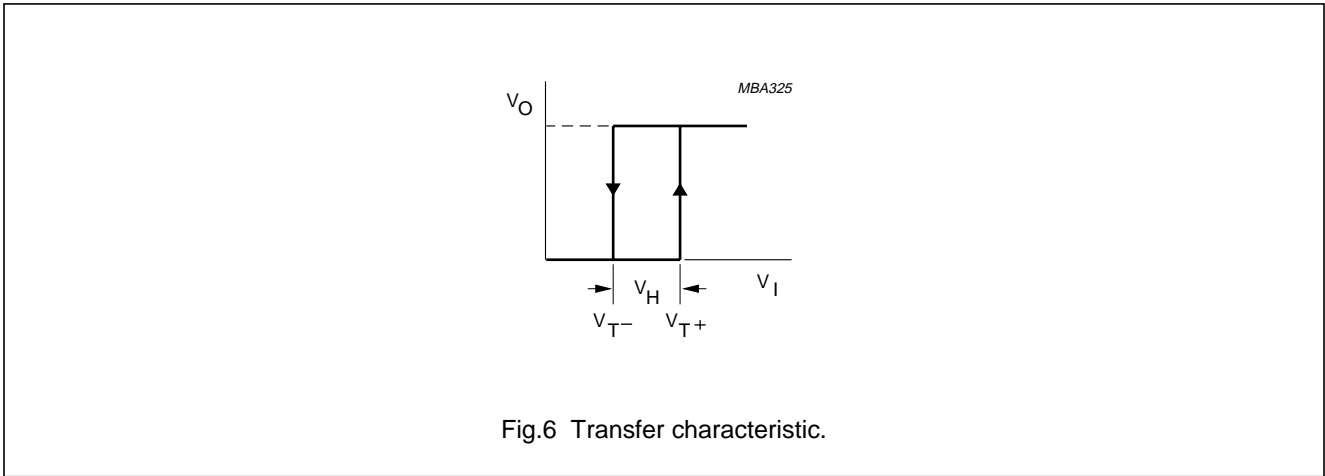 MBA325
VO
VH
VI
VT− VT+
Fig.6 Transfer characteristic.